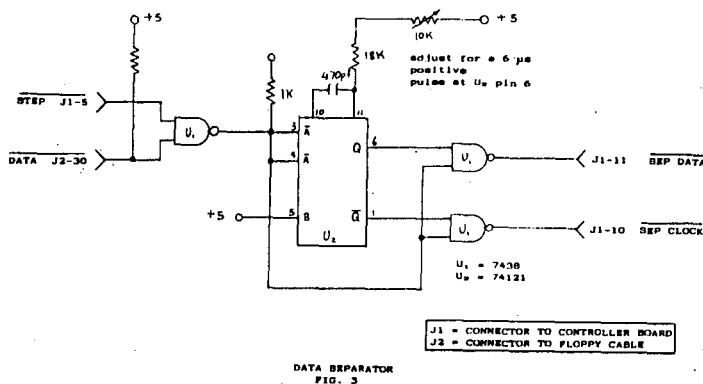 +5
+5
10K
18K
470p
adjust for a 6 µs
positive
pulse at U₂ pin 6
1K
STEP J1-5
DATA J2-30
U₁
10
11
3
A
4
A
+5
5
B
Q
6
Q
1
U₂
U₁
J1-11 SEP DATA
U₁
J1-10 SEP CLOCK
U₁ = 7438
U₂ = 74121
J1 = CONNECTOR TO CONTROLLER BOARD
J2 = CONNECTOR TO FLOPPY CABLE
DATA SEPARATOR
FIG. 3